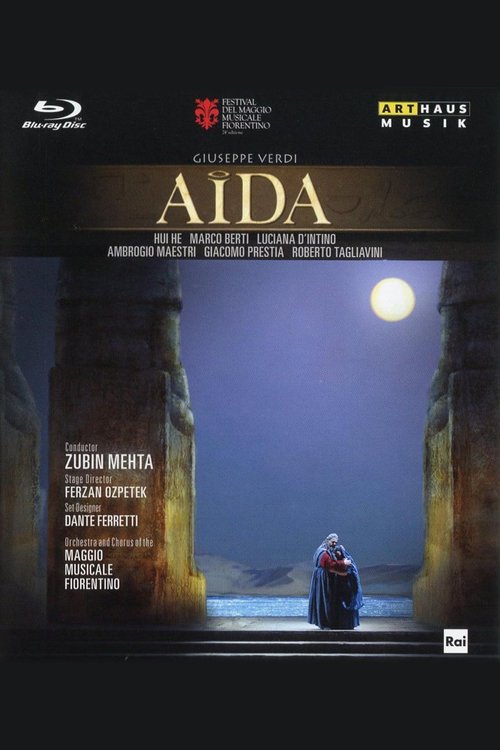 Blu-ray Disc
FESTIVAL
DEL MAGGIO
MUSICALE
FIORENTINO
ARTHAUS
MUSIK
GIUSEPPE VERDI
AIDA
HUI HE MARCO BERTI LUCIANA D'INTINO
AMBROGIO MAESTRI GIACOMO PRESTIA ROBERTO TAGLIAVINI
Conductor
ZUBIN MEHTA
Stage Director
FERZAN OZPETEK
Set Designer
DANTE FERRETTI
Orchestra and Chorus of the
MAGGIO
MUSICALE
FIORENTINO
Rai